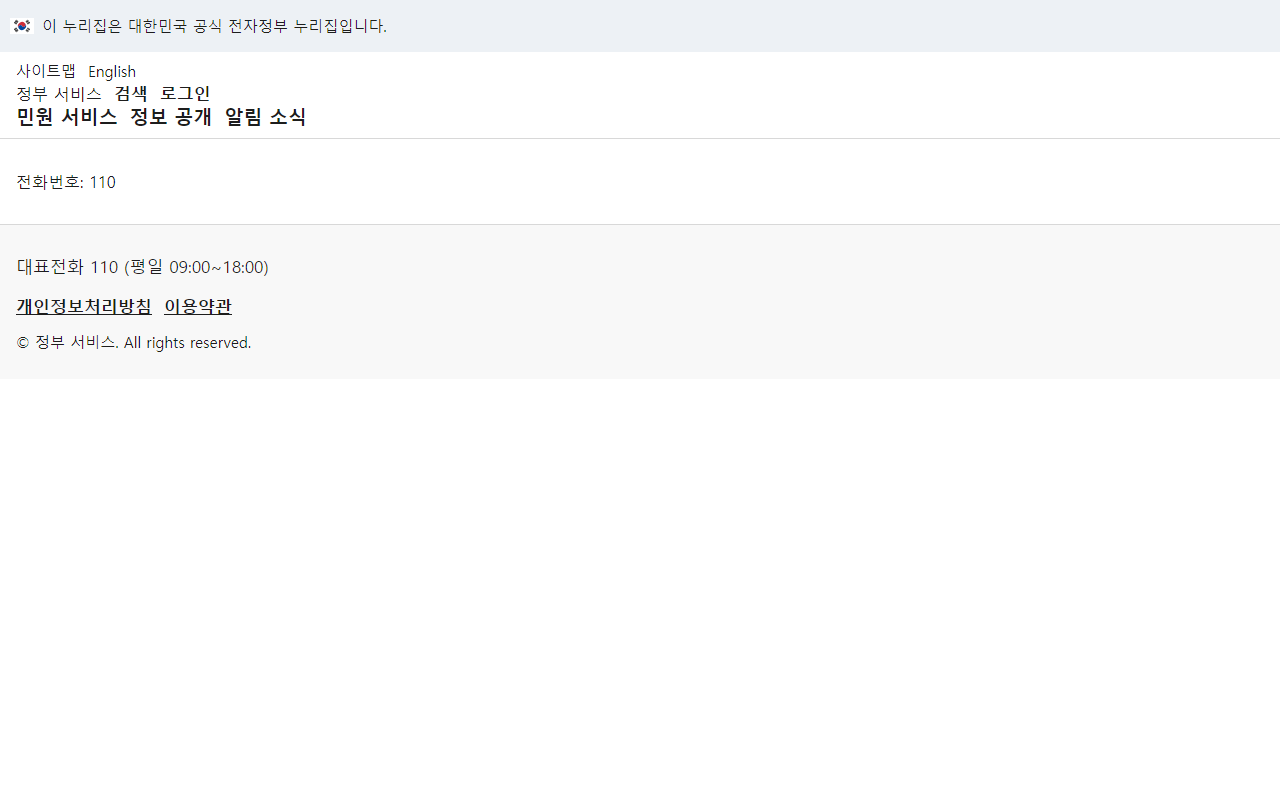 이 누리집은 대한민국 공식 전자정부 누리집입니다.
사이트맵 English
정부 서비스 검색 로그인
민원 서비스 정보 공개 알림 소식
전화번호: 110
대표전화 110 (평일 09:00~18:00)
개인정보처리방침 이용약관
© 정부 서비스. All rights reserved.